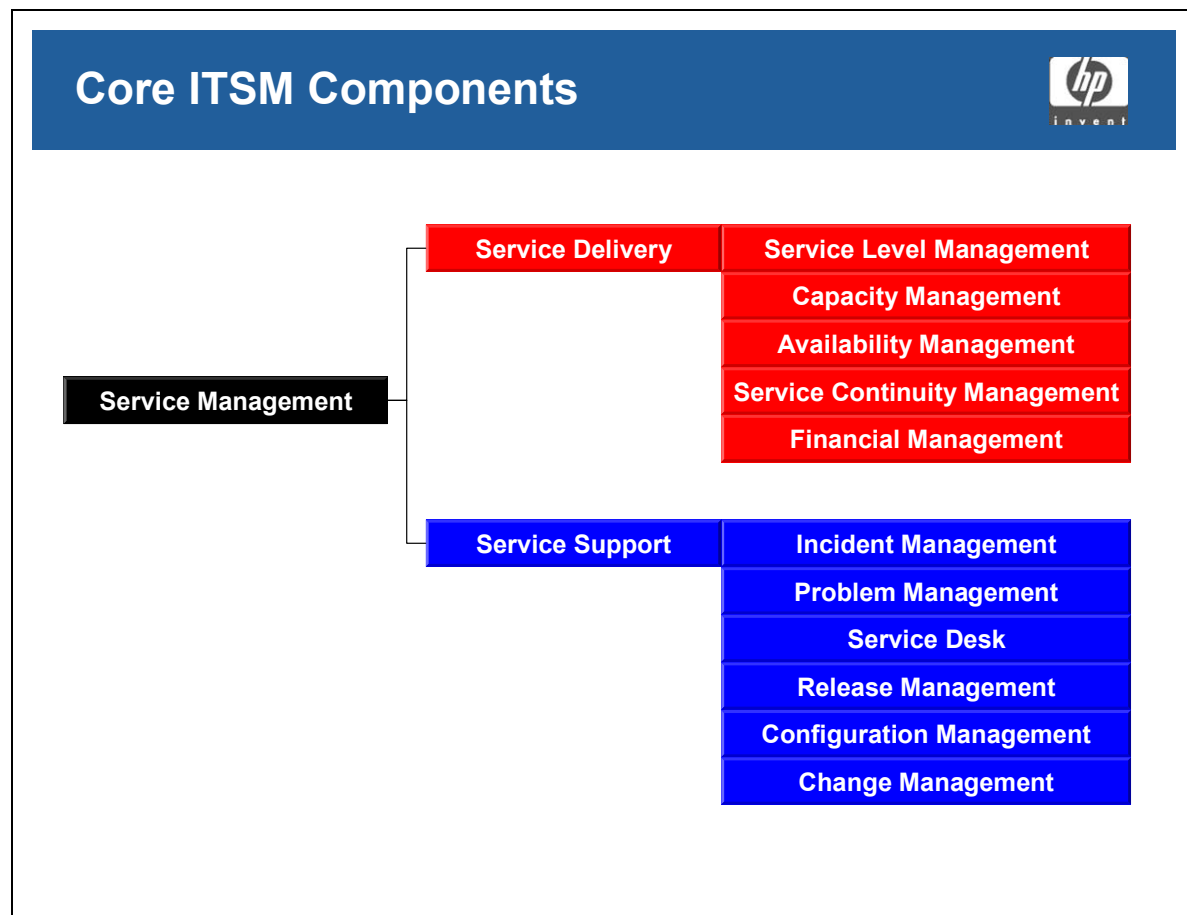 Core ITSM Components
hp
invent
Service Delivery
Service Level Management
Capacity Management
Availability Management
Service Management
Service Continuity Management
Financial Management
Service Support
Incident Management
Problem Management
Service Desk
Release Management
Configuration Management
Change Management